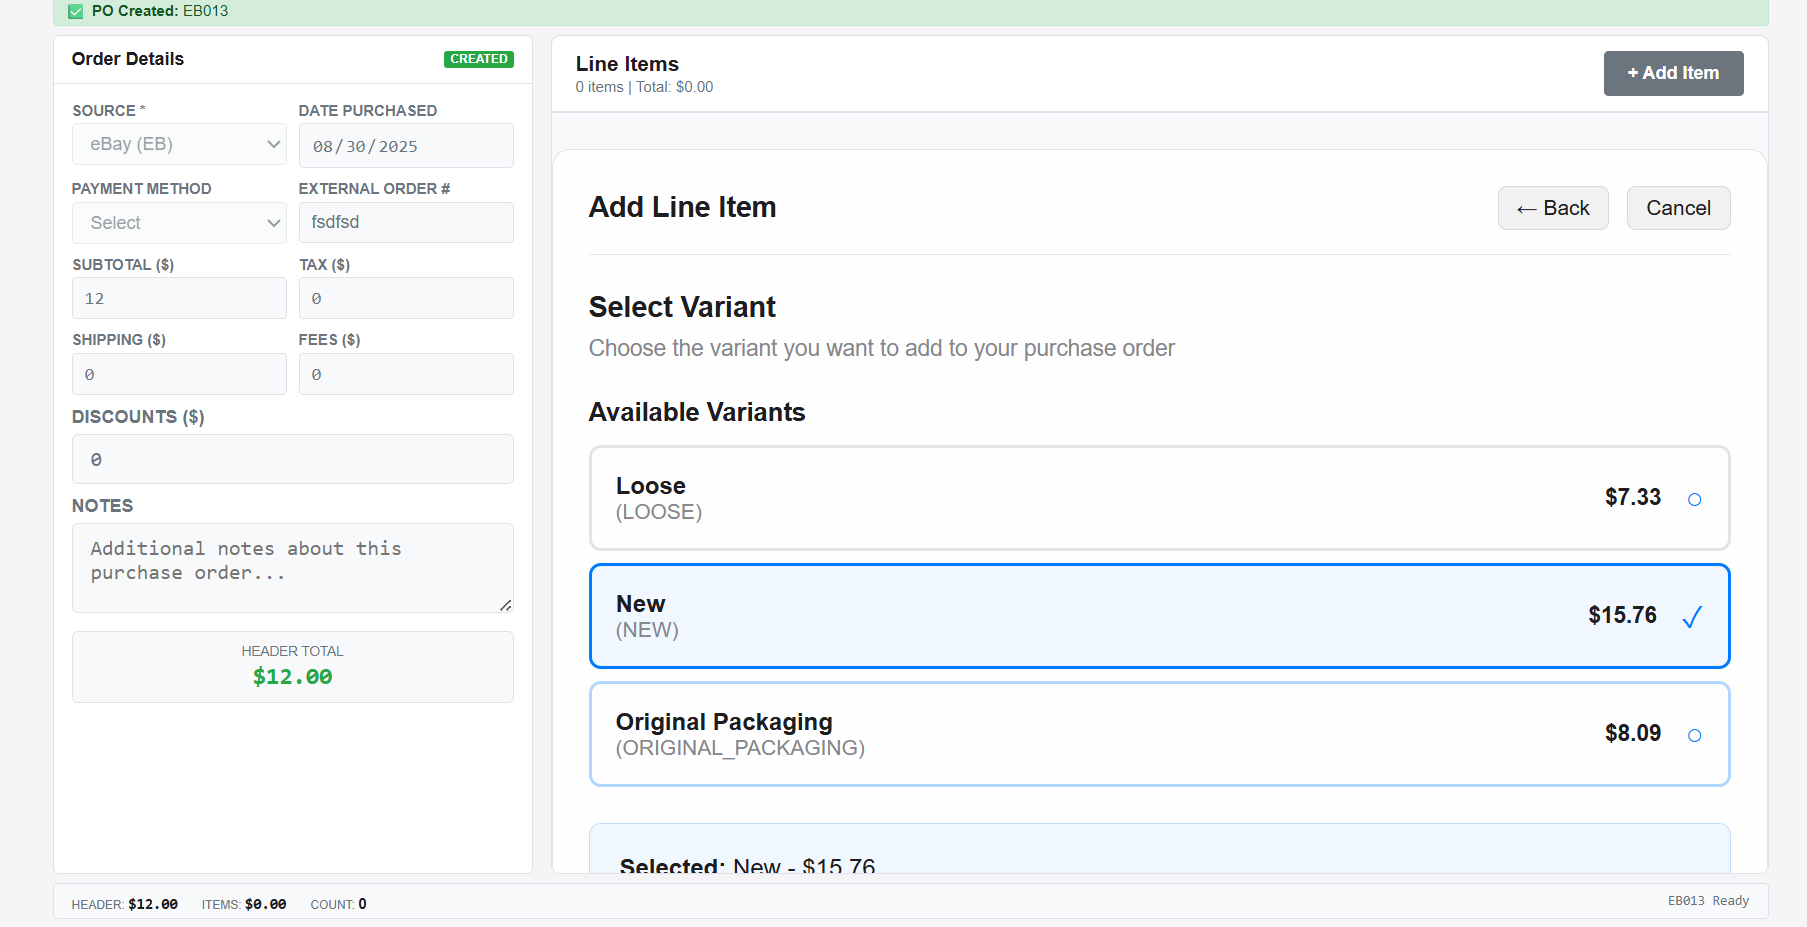 PO Created: EB013
Order Details
CREATED
SOURCE *
DATE PURCHASED
eBay (EB)
08/30/2025
PAYMENT METHOD
EXTERNAL ORDER #
Select
fsdfsd
SUBTOTAL ($)
TAX ($)
12
0
SHIPPING ($)
FEES ($)
0
0
DISCOUNTS ($)
0
NOTES
Additional notes about this
purchase order...
HEADER TOTAL
$12.00
Line Items
0 items | Total: $0.00
+ Add Item
Add Line Item
← Back
Cancel
Select Variant
Choose the variant you want to add to your purchase order
Available Variants
Loose
(LOOSE)
$7.33
New
(NEW)
$15.76
Original Packaging
(ORIGINAL_PACKAGING)
$8.09
Selected: New - $15.76
HEADER: $12.00 ITEMS: $0.00 COUNT: 0
EB013 Ready